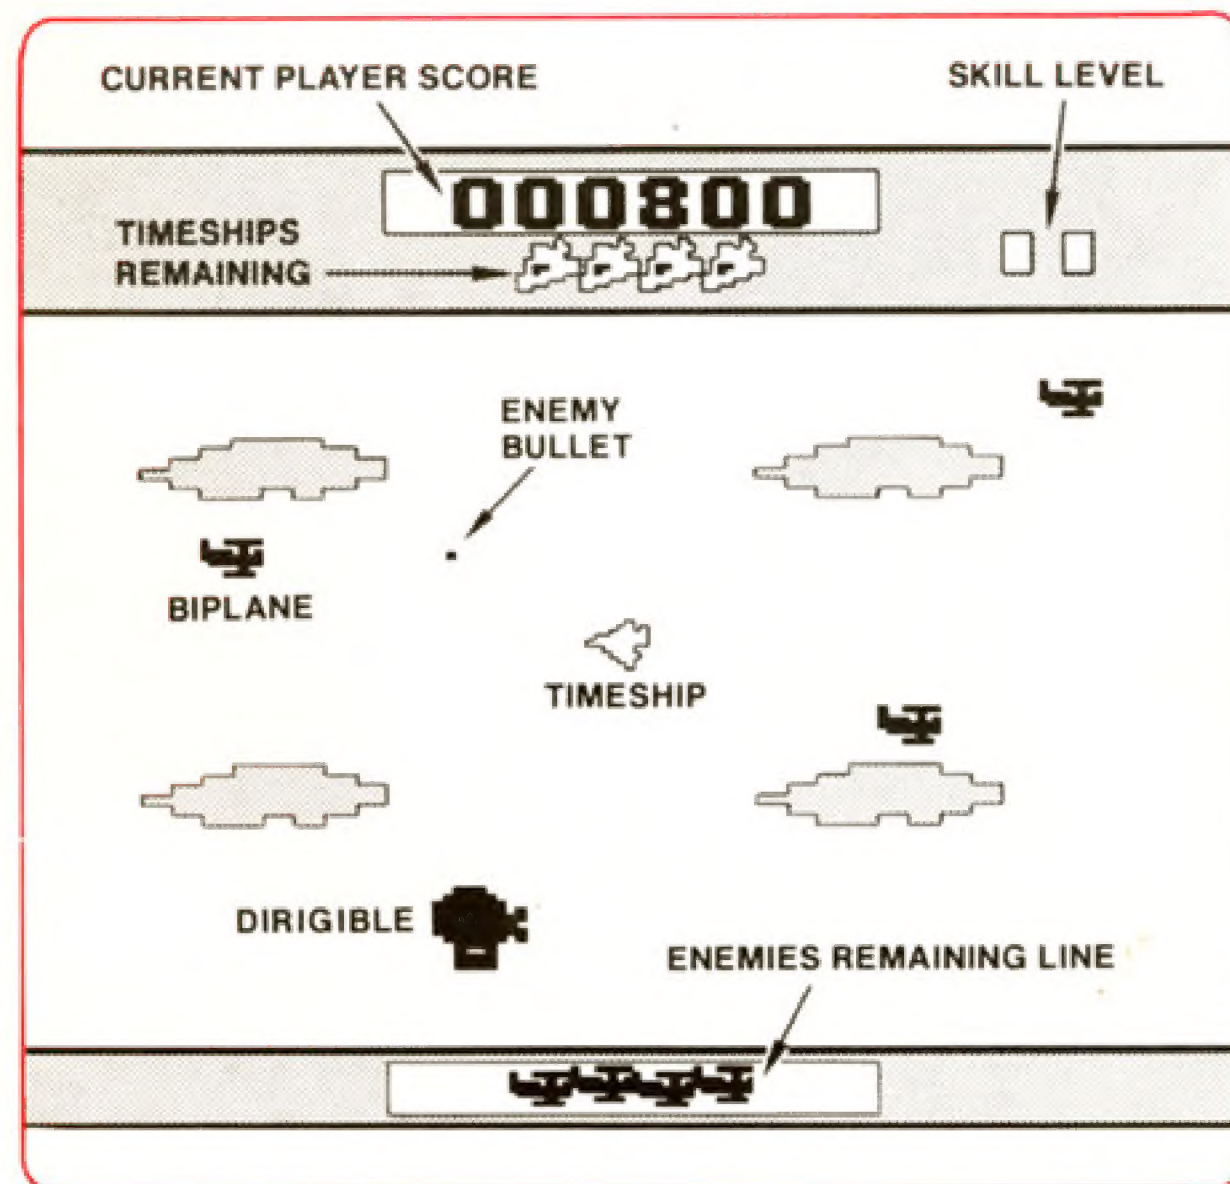 CURRENT PLAYER SCORE
SKILL LEVEL
000800
TIMESHIPS
REMAINING
ENEMY
BULLET
BIPLANE
TIMESHIP
DIRIGIBLE
ENEMIES REMAINING LINE